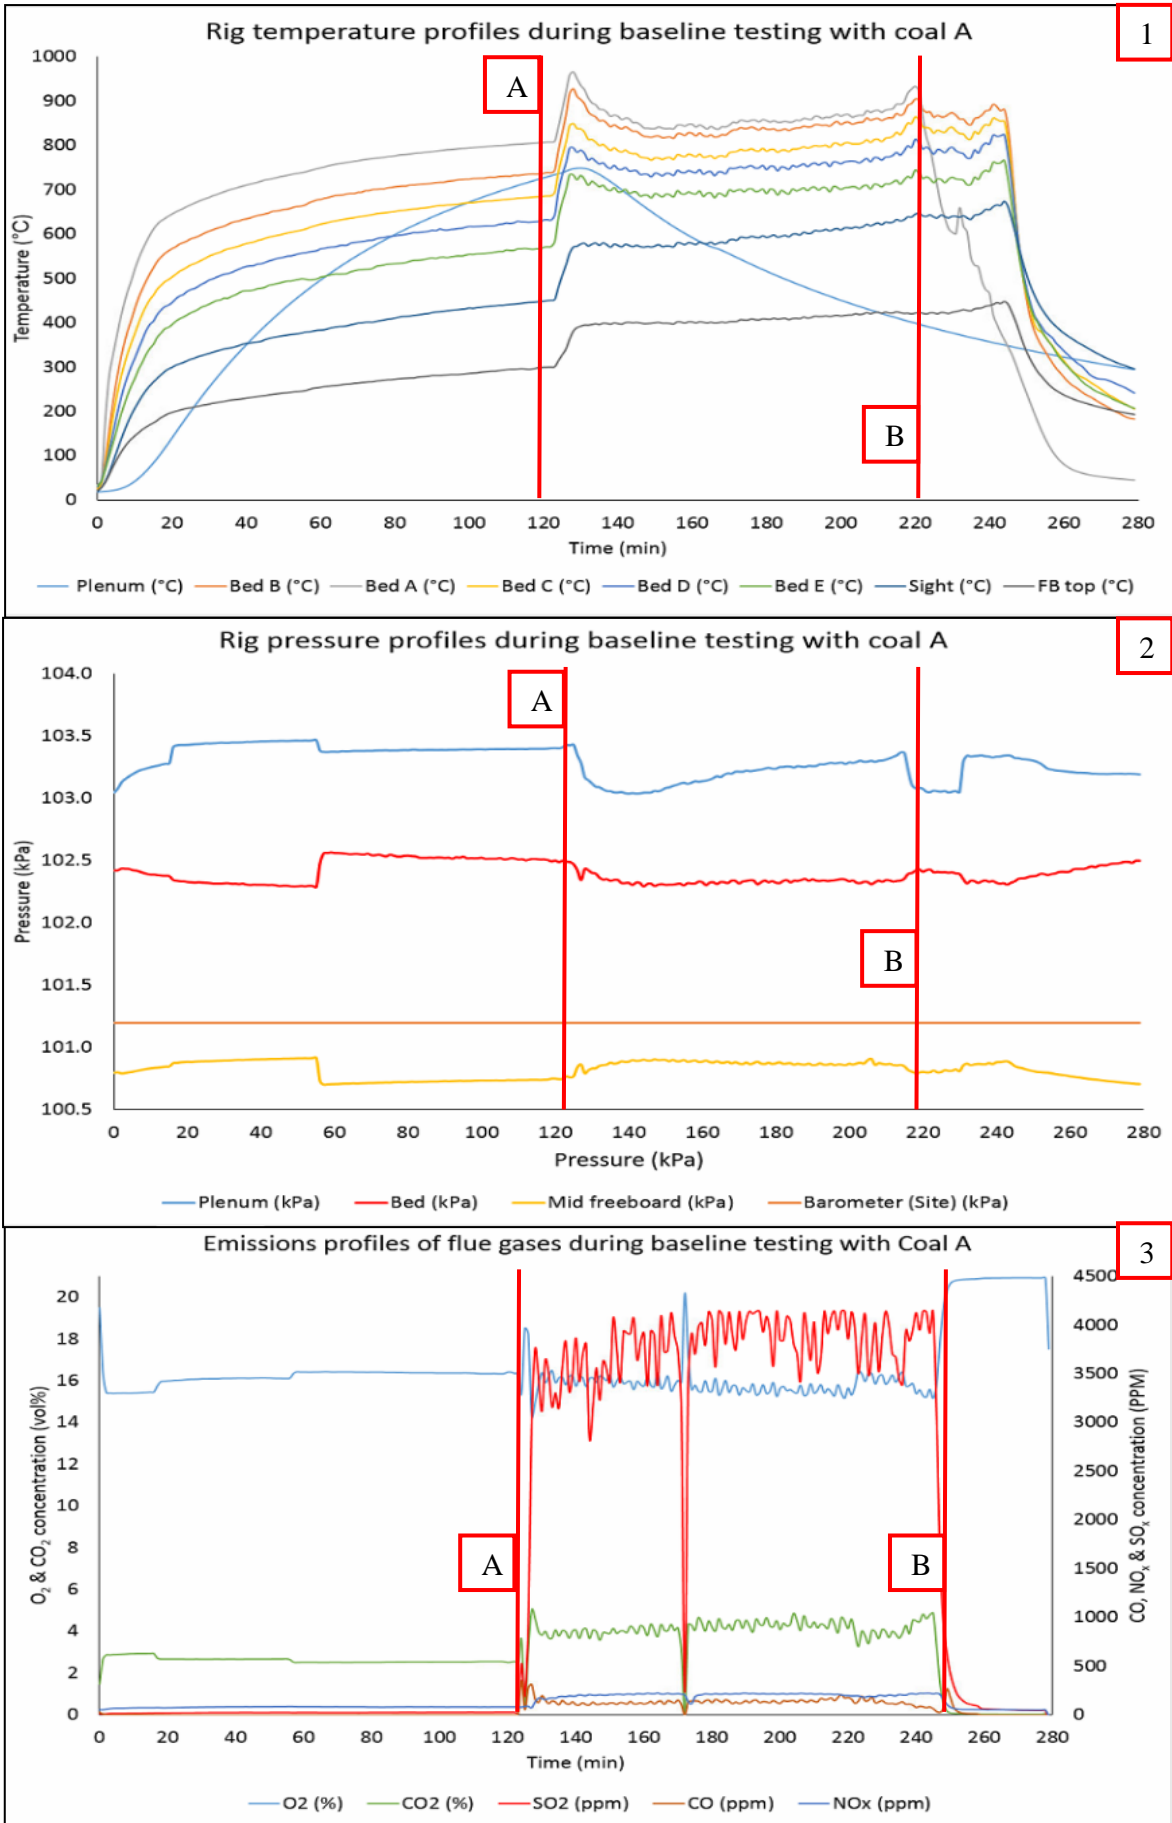 Rig temperature profiles during baseline testing with coal A
1
1000
900
800
700
600
500
400
300
200
100
0
Temperature (°C)
A
B
0 20 40 60 80 100 120 140 160 180 200 220 240 260 280
Time (min)
Plenum (°C) Bed B (°C) Bed A (°C) Bed C (°C) Bed D (°C) Bed E (°C) Sight (°C) FB top (°C)
Rig pressure profiles during baseline testing with coal A
2
104.0
103.5
103.0
102.5
102.0
101.5
101.0
100.5
Pressure (kPa)
A
B
0 20 40 60 80 100 120 140 160 180 200 220 240 260 280
Pressure (kPa)
Plenum (kPa) Bed (kPa) Mid freeboard (kPa) Barometer (Site) (kPa)
Emissions profiles of flue gases during baseline testing with Coal A
3
20
18
16
14
12
10
8
6
4
2
0
O₂ & CO₂ concentration (vol%)
4500
4000
3500
3000
2500
2000
1500
1000
500
0
CO, NOₓ & SOₓ concentration (PPM)
A
B
0 20 40 60 80 100 120 140 160 180 200 220 240 260 280
Time (min)
O2 (%) CO2 (%) SO2 (ppm) CO (ppm) NOx (ppm)